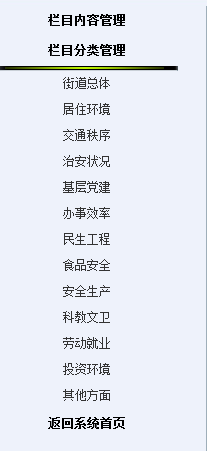 栏目内容管理
栏目分类管理
街道总体
居住环境
交通秩序
治安状况
基层党建
办事效率
民生工程
食品安全
安全生产
科教文卫
劳动就业
投资环境
其他方面
返回系统首页